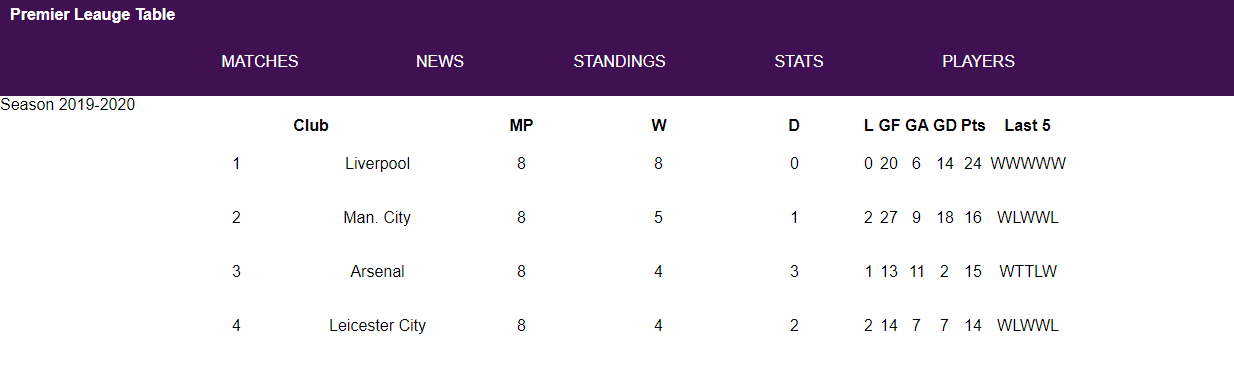 Premier Leauge Table
MATCHES NEWS STANDINGS STATS PLAYERS
Season 2019-2020
Club MP W D L GF GA GD Pts Last 5
1 Liverpool 8 8 0 0 20 6 14 24 WWWWW
2 Man. City 8 5 1 2 27 9 18 16 WLWWL
3 Arsenal 8 4 3 1 13 11 2 15 WTTLW
4 Leicester City 8 4 2 2 14 7 7 14 WLWWL